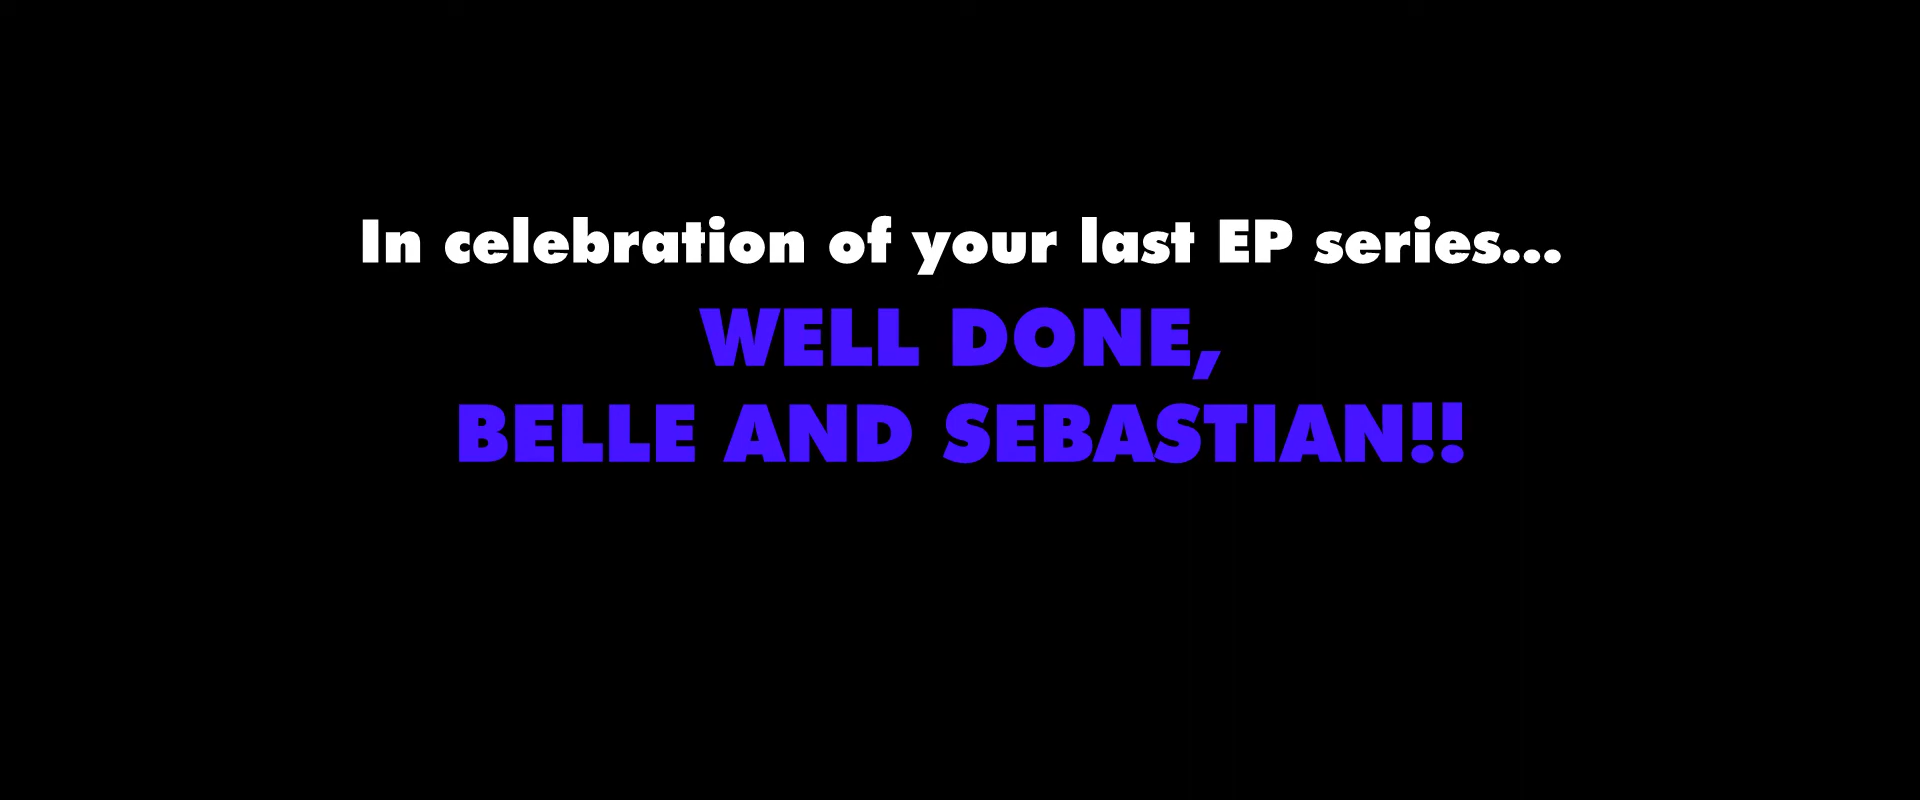 In celebration of your last EP series...
WELL DONE,
BELLE AND SEBASTIAN!!